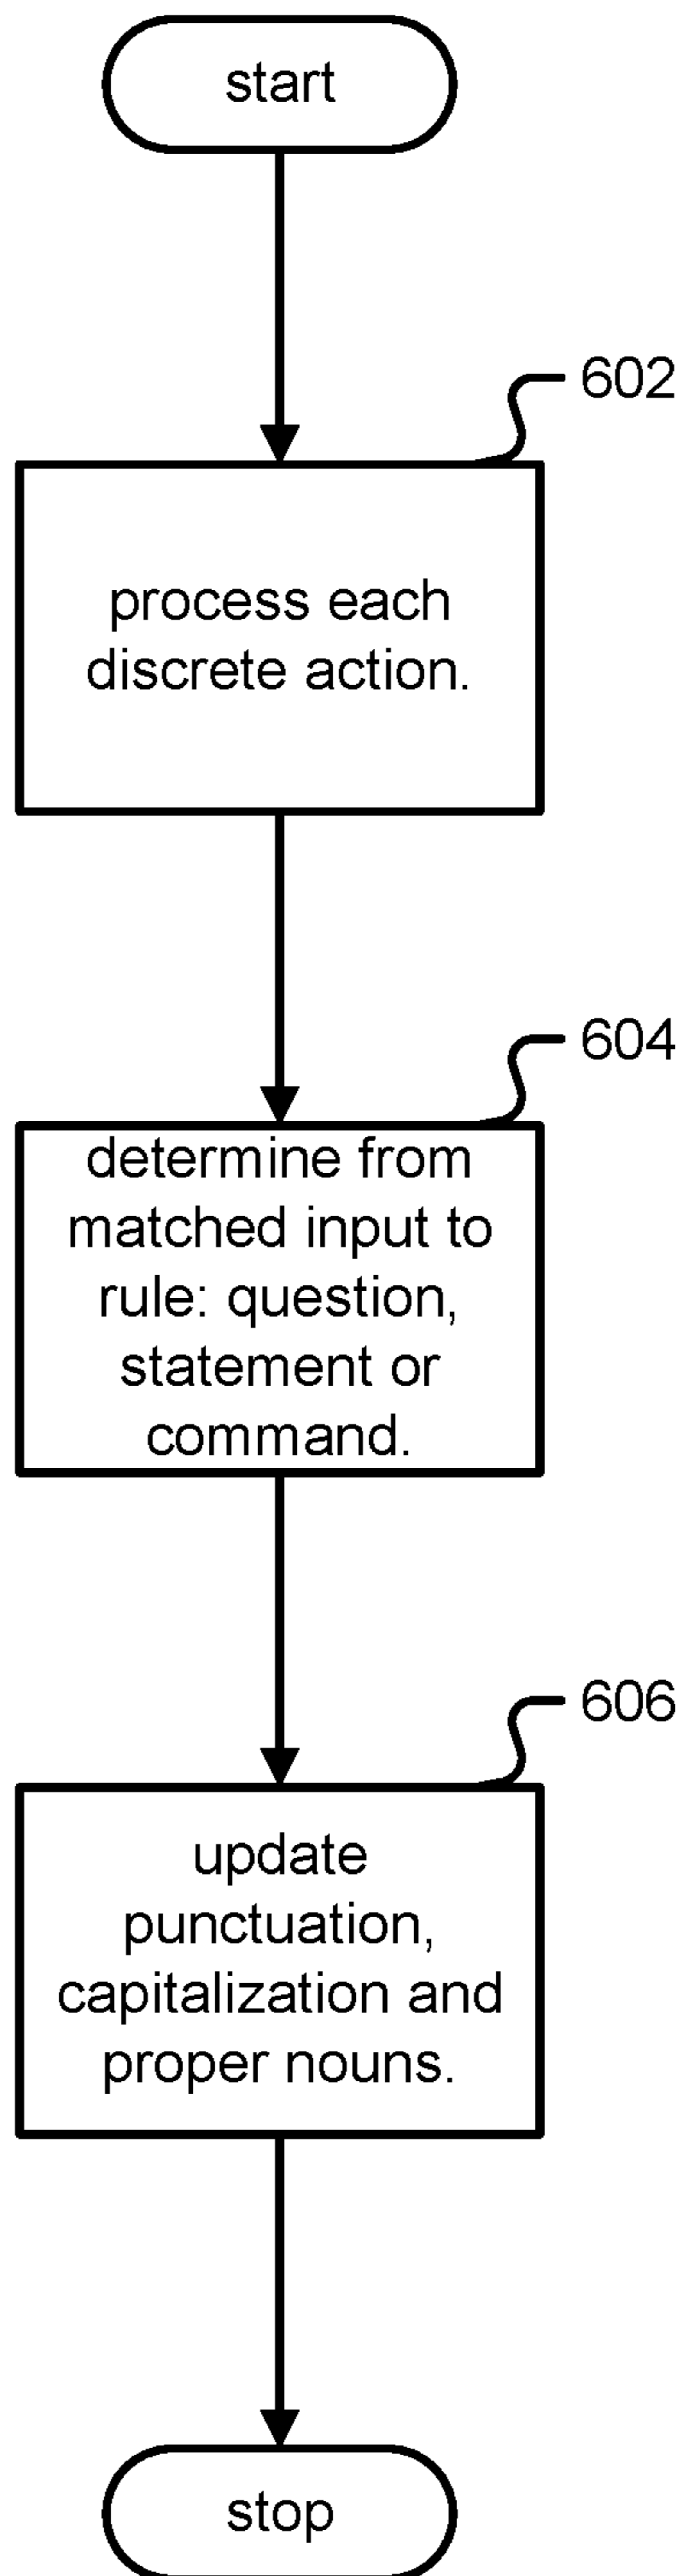 start
602
process each
discrete action.
604
determine from
matched input to
rule: question,
statement or
command.
606
update
punctuation,
capitalization and
proper nouns.
stop